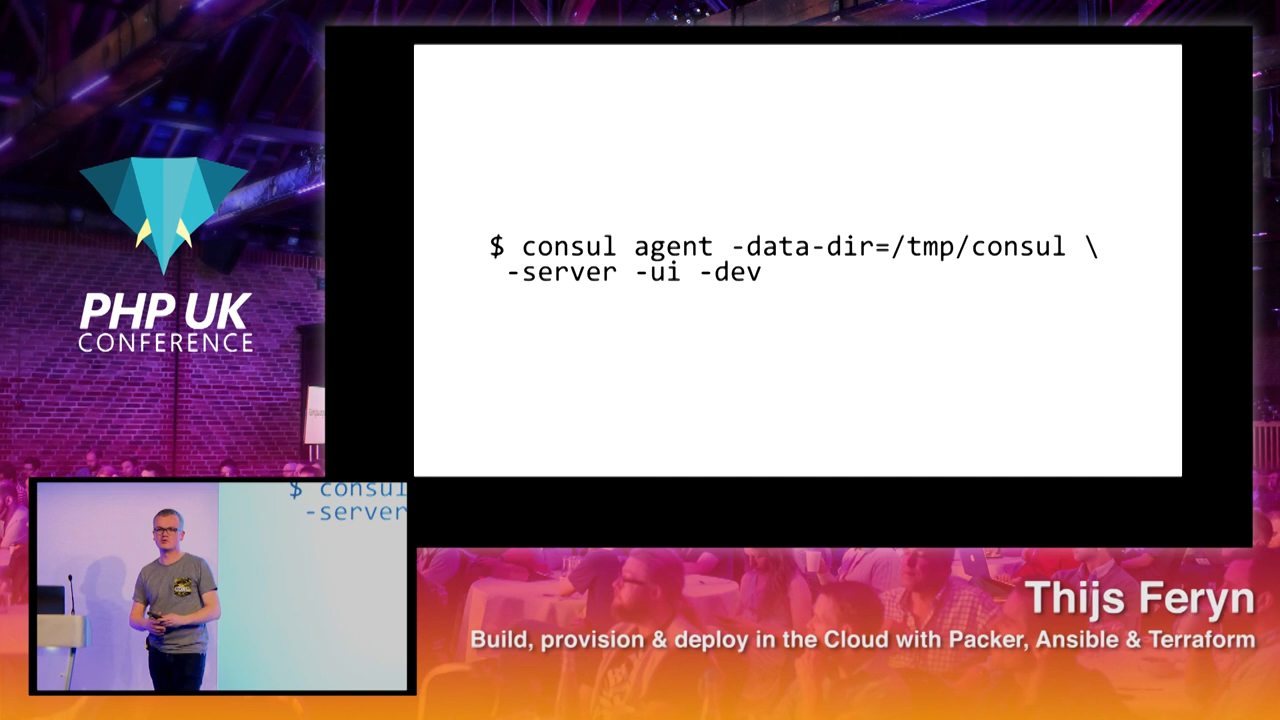 $ consul agent -data-dir=/tmp/consul \
-server -ui -dev
PHP UK
CONFERENCE
$ consul
-server
Thijs Feryn
Build, provision & deploy in the Cloud with Packer, Ansible & Terraform